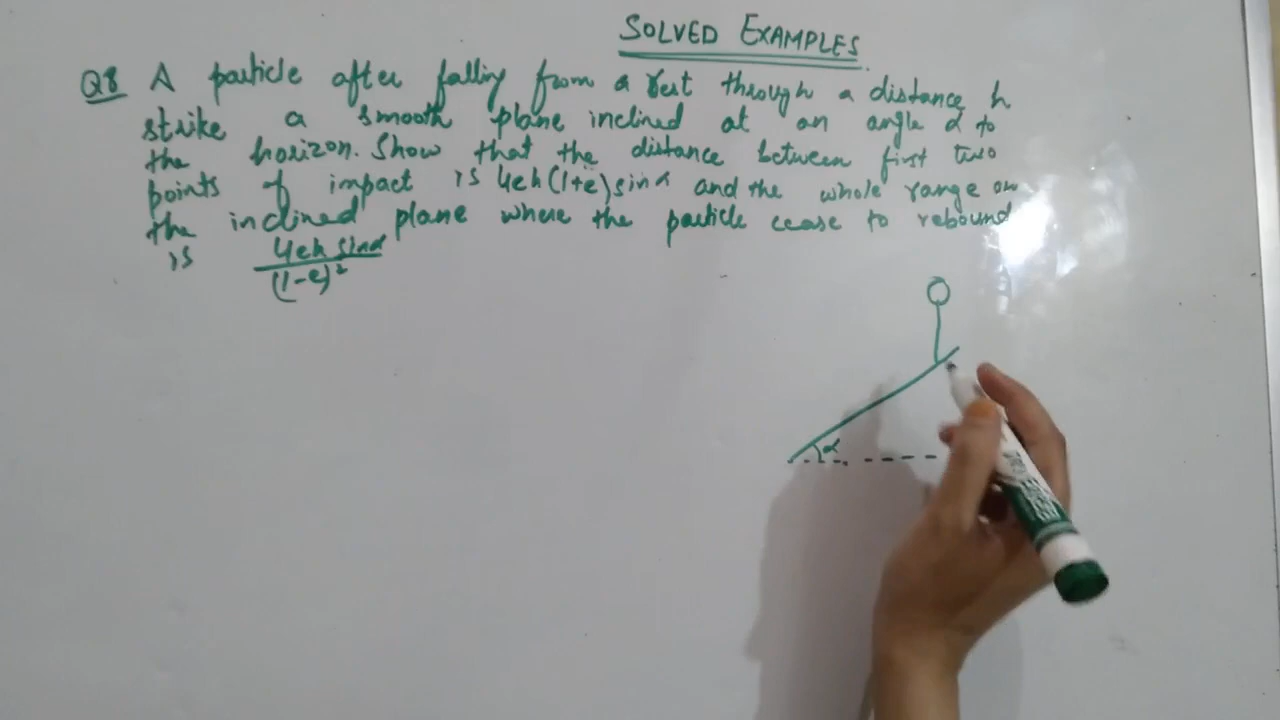 SOLVED EXAMPLES
Q8 A particle after falling from a rest through a distance h
strike a smooth plane inclined at an angle α to
the horizon. Show that the distance between first two
points of impact is 4eh(1+e)sinα and the whole range on
the inclined plane where the particle cease to rebound
is 4eh sinα
(1-e)²
α